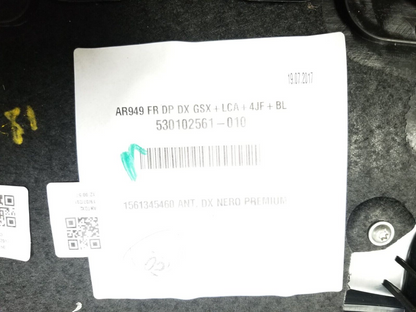 19.07.2017
AR949 FR DP DX GSX + LCA + 4JF + BL
530102561-010
1561345460 ANT. DX NERO PREMIUM